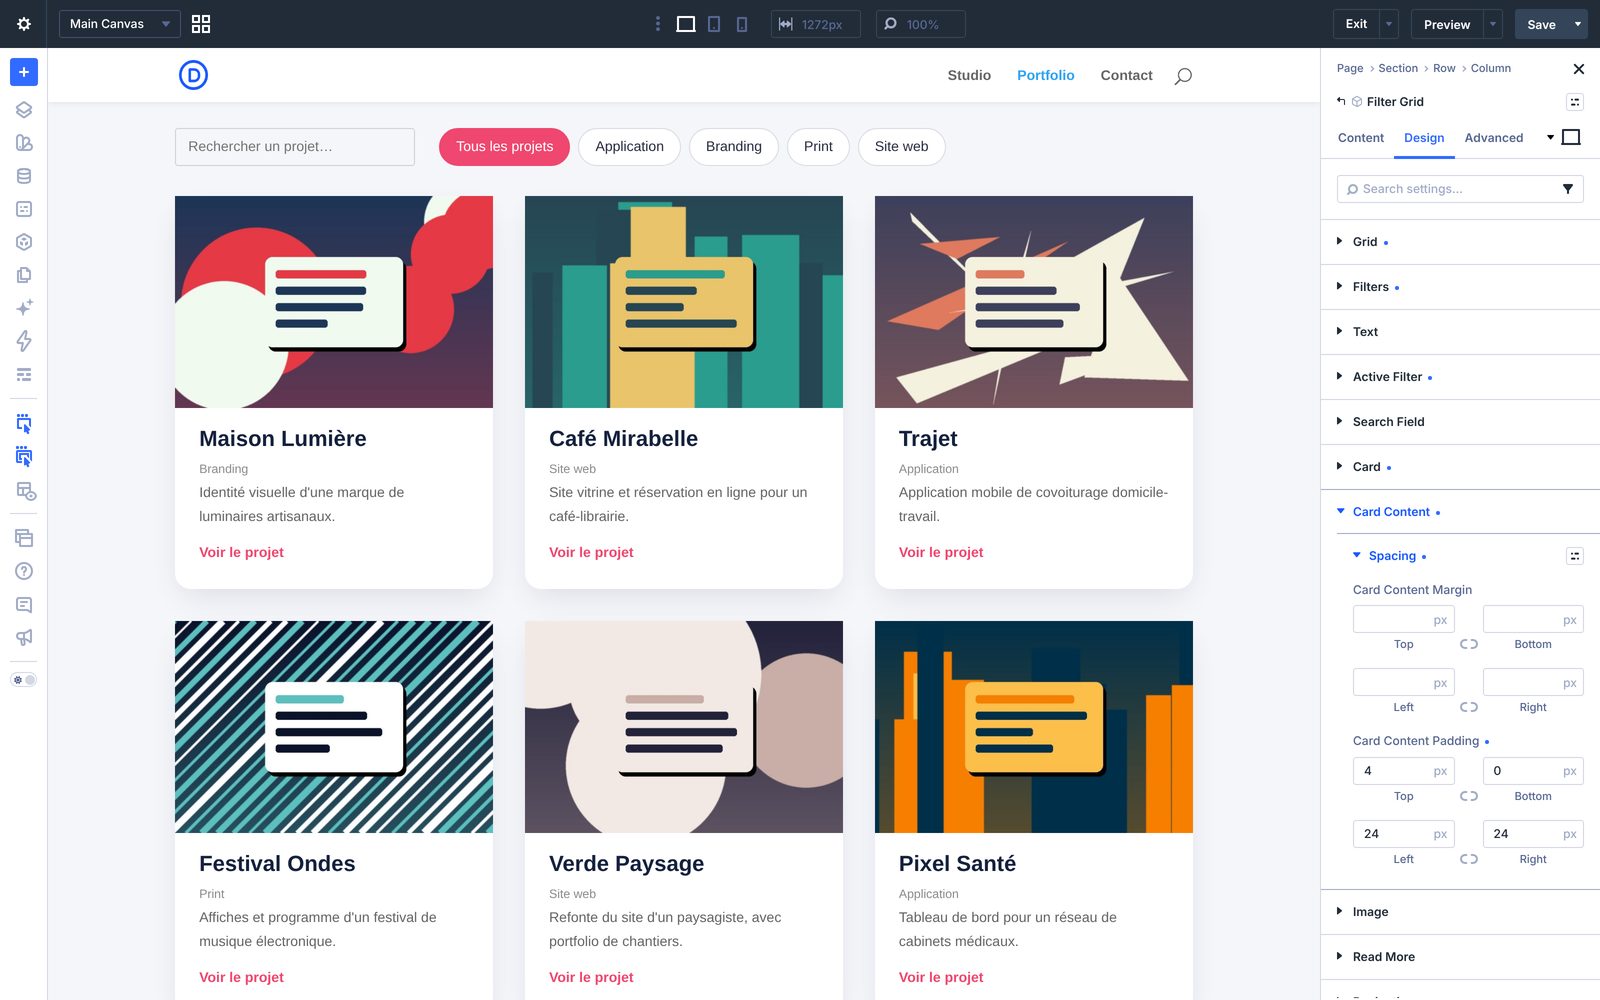 Main Canvas
1272px
100%
Exit
Preview
Save
D
Studio
Portfolio
Contact
Rechercher un projet…
Tous les projets
Application
Branding
Print
Site web
Maison Lumière
Branding
Identité visuelle d'une marque de
luminaires artisanaux.
Voir le projet
Café Mirabelle
Site web
Site vitrine et réservation en ligne pour un
café-librairie.
Voir le projet
Trajet
Application
Application mobile de covoiturage domicile-
travail.
Voir le projet
Festival Ondes
Print
Affiches et programme d'un festival de
musique électronique.
Voir le projet
Verde Paysage
Site web
Refonte du site d'un paysagiste, avec
portfolio de chantiers.
Voir le projet
Pixel Santé
Application
Tableau de bord pour un réseau de
cabinets médicaux.
Voir le projet
Page > Section > Row > Column
Filter Grid
Content
Design
Advanced
Search settings...
Grid
Filters
Text
Active Filter
Search Field
Card
Card Content
Spacing
Card Content Margin
px
px
Top
Bottom
px
px
Left
Right
Card Content Padding
4 px
0 px
Top
Bottom
24 px
24 px
Left
Right
Image
Read More